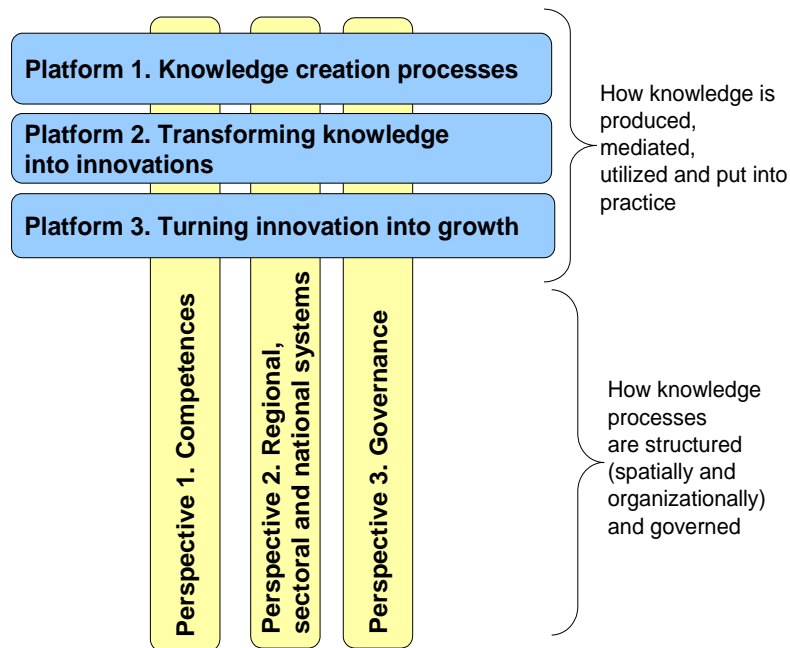 Platform 1. Knowledge creation processes
Platform 2. Transforming knowledge
into innovations
Platform 3. Turning innovation into growth
How knowledge is
produced,
mediated,
utilized and put into
practice
Perspective 1. Competences
Perspective 2. Regional,
sectoral and national systems
Perspective 3. Governance
How knowledge
processes
are structured
(spatially and
organizationally)
and governed